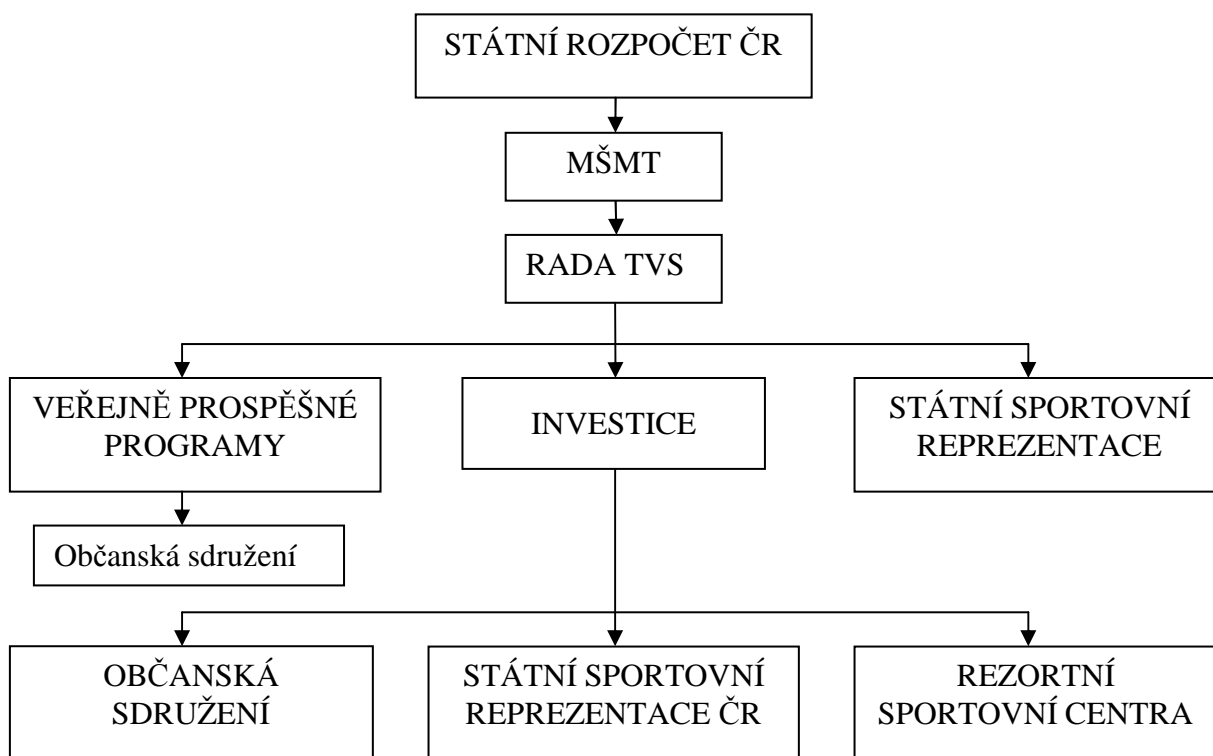 STÁTNÍ ROZPOČET ČR
MŠMT
RADA TVS
VEŘEJNĚ PROSPĚŠNÉ
PROGRAMY
INVESTICE
STÁTNÍ SPORTOVNÍ
REPREZENTACE
Občanská sdružení
OBČANSKÁ
SDRUŽENÍ
STÁTNÍ SPORTOVNÍ
REPREZENTACE ČR
REZORTNÍ
SPORTOVNÍ CENTRA